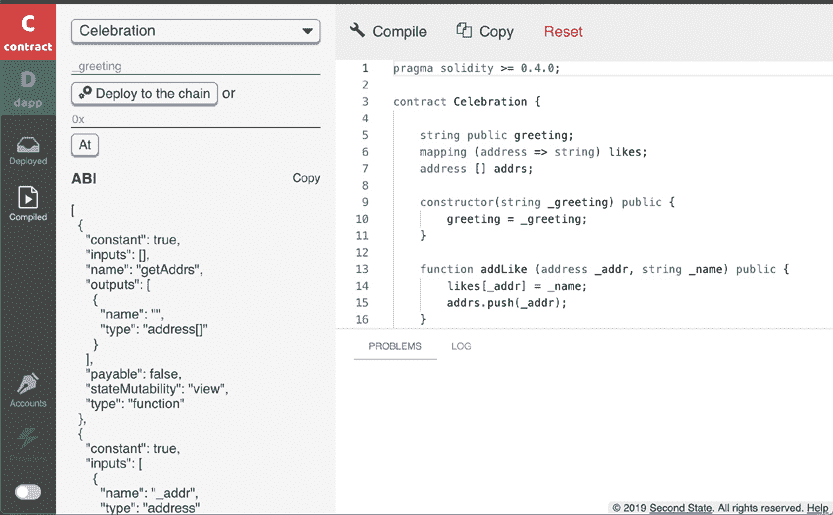 C
contract
D
dapp
Deployed
Compiled
Accounts
Celebration
_greeting
Deploy to the chain or
0x
At
ABI Copy
[
{
"constant": true,
"inputs": [],
"name": "getAddrs",
"outputs": [
{
"name": "",
"type": "address[]"
}
],
"payable": false,
"stateMutability": "view",
"type": "function"
},
{
"constant": true,
"inputs": [
{
"name": "_addr",
"type": "address"
Compile Copy Reset
1 pragma solidity >= 0.4.0;
2
3 contract Celebration {
4
5 string public greeting;
6 mapping (address => string) likes;
7 address [] addrs;
8
9 constructor(string _greeting) public {
10 greeting = _greeting;
11 }
12
13 function addLike (address _addr, string _name) public {
14 likes[_addr] = _name;
15 addrs.push(_addr);
16 }
PROBLEMS LOG
© 2019 Second State. All rights reserved. Help